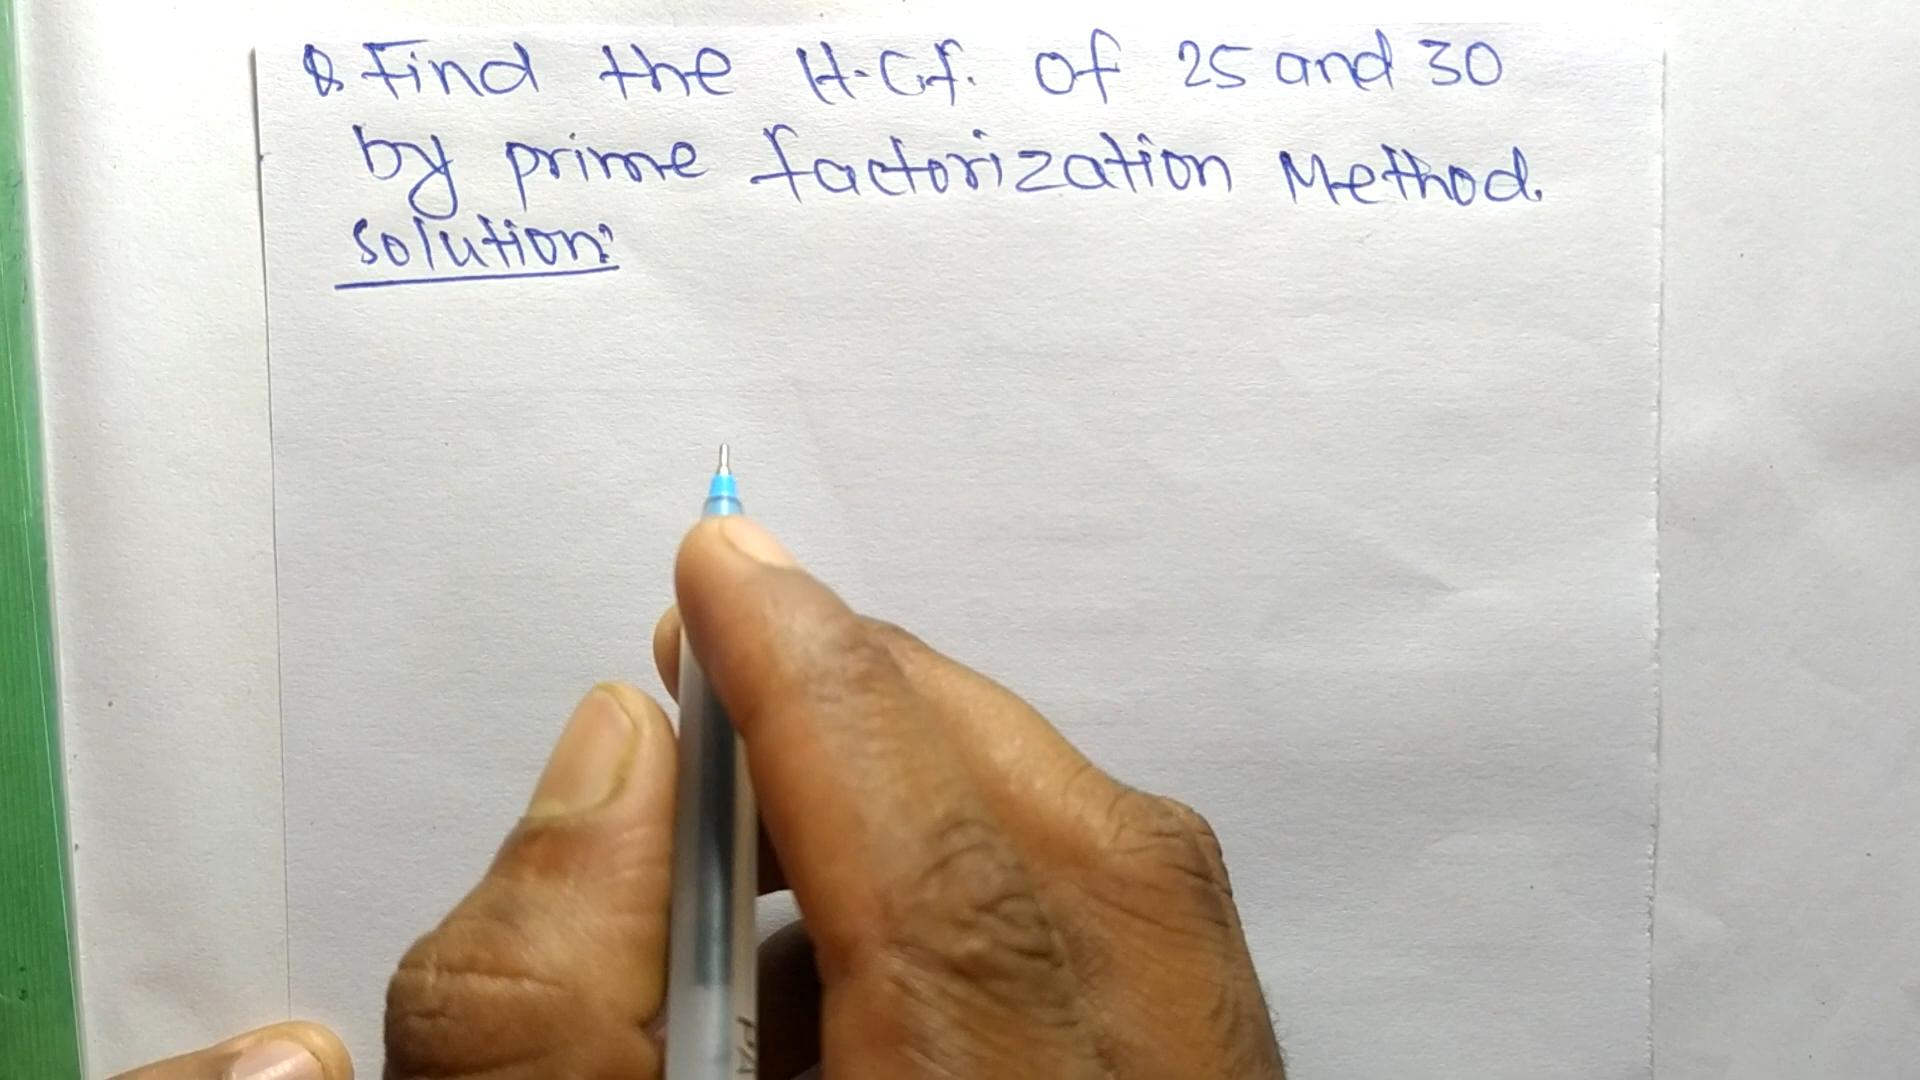 Q Find the H.C.f. of 25 and 30
by prime factorization Method.
Solution: